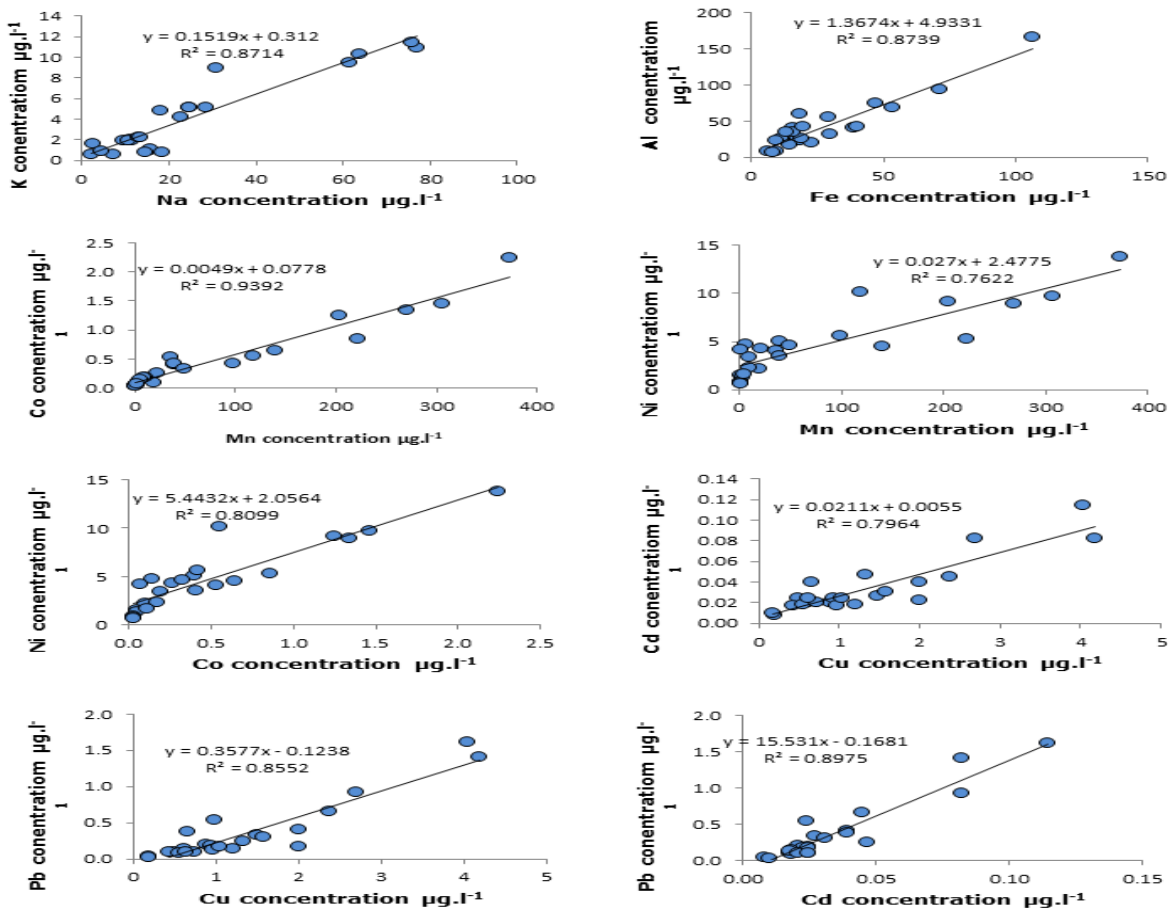 K conentratiom µg.l-1
14
12
10
8
6
4
2
0
y = 0.1519x + 0.312
R² = 0.8714
0 20 40 60 80 100
Na concentration µg.l-1
Al conentratiom
µg.l-1
200
150
100
50
0
y = 1.3674x + 4.9331
R² = 0.8739
0 50 100 150
Fe concentration µg.l-1
Co conentratiom µg.l-
1
2.5
2.0
1.5
1.0
0.5
0.0
y = 0.0049x + 0.0778
R² = 0.9392
0 100 200 300 400
Mn concentration µg.l-1
Ni conentratiom µg.l-
1
15
10
5
0
y = 0.027x + 2.4775
R² = 0.7622
0 100 200 300 400
Mn concentration µg.l-1
Ni conentratiom µg.l-
1
15
10
5
0
y = 5.4432x + 2.0564
R² = 0.8099
0.0 0.5 1.0 1.5 2.0 2.5
Co concentration µg.l-1
Cd conentratiom µg.l-
1
0.14
0.12
0.10
0.08
0.06
0.04
0.02
0.00
y = 0.0211x + 0.0055
R² = 0.7964
0 1 2 3 4 5
Cu concentration µg.l-1
Pb conentratiom µg.l-
1
2.0
1.5
1.0
0.5
0.0
y = 0.3577x - 0.1238
R² = 0.8552
0 1 2 3 4 5
Cu concentration µg.l-1
Pb conentratiom µg.l-
1
2.0
1.5
1.0
0.5
0.0
y = 15.531x - 0.1681
R² = 0.8975
0.00 0.05 0.10 0.15
Cd concentration µg.l-1